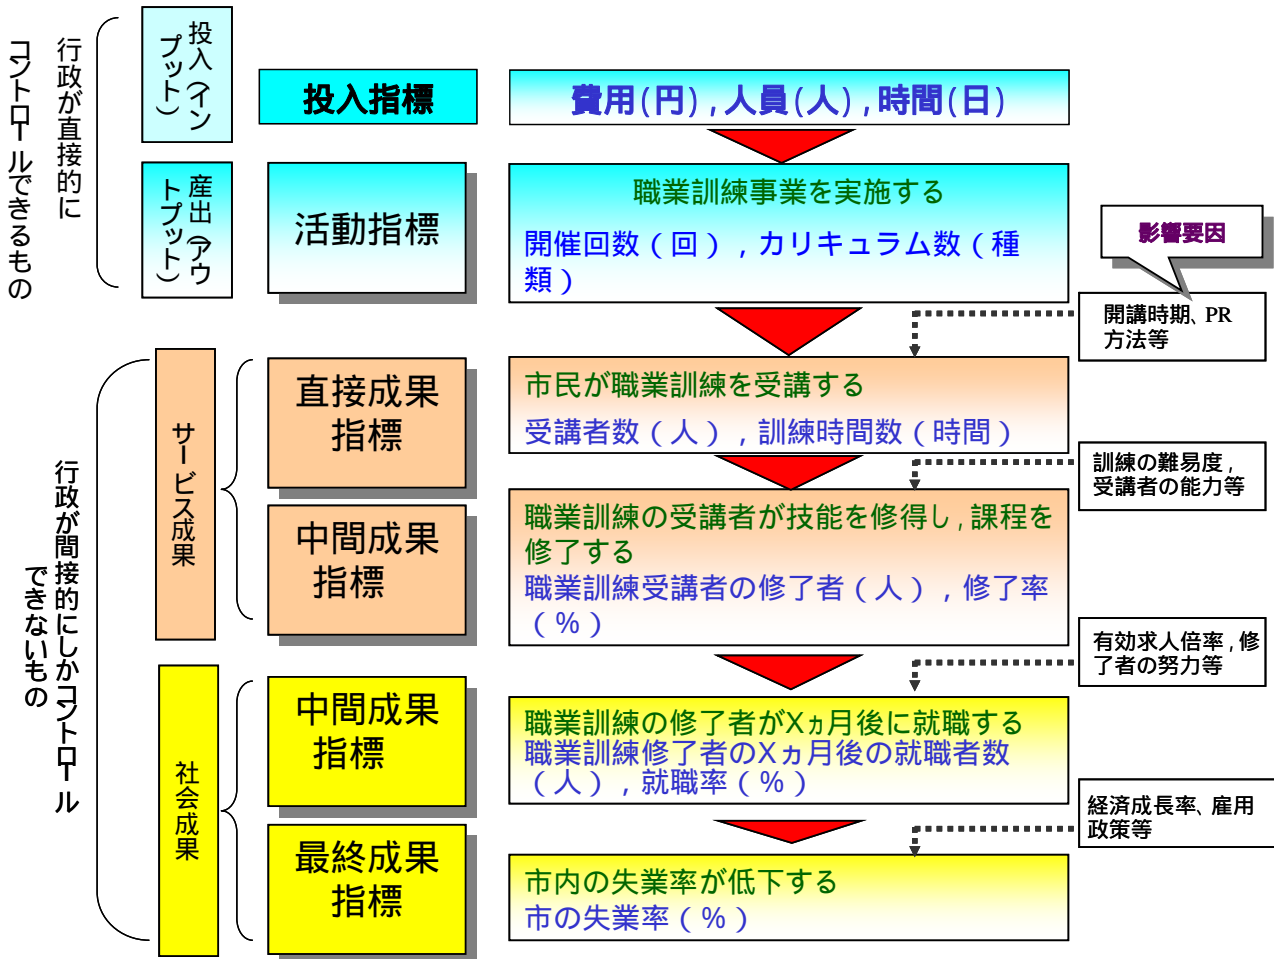 行政が直接的に
コントロールできるもの
投入(イン
プット)
投入指標
費用(円),人員(人),時間(日)
産出(アウ
トプット)
活動指標
職業訓練事業を実施する
開催回数(回),カリキュラム数(種
類)
影響要因
開講時期、PR
方法等
行政が間接的にしかコントロール
できないもの
サービス成果
直接成果
指標
市民が職業訓練を受講する
受講者数(人),訓練時間数(時間)
訓練の難易度,
受講者の能力等
中間成果
指標
職業訓練の受講者が技能を修得し,課程を
修了する
職業訓練受講者の修了者(人),修了率
(%)
有効求人倍率,修
了者の努力等
社会成果
中間成果
指標
職業訓練の修了者がXヵ月後に就職する
職業訓練修了者のXヵ月後の就職者数
(人),就職率(%)
経済成長率、雇用
政策等
最終成果
指標
市内の失業率が低下する
市の失業率(%)